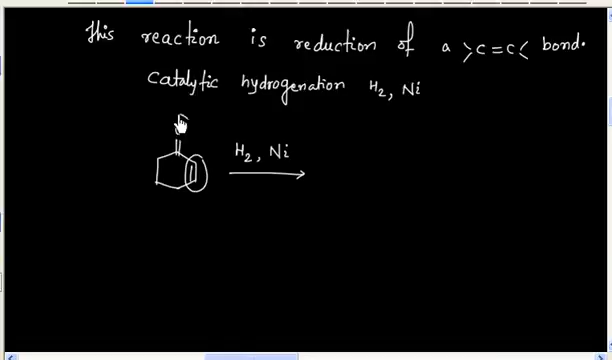 This reaction is reduction of a >C=C< bond.
Catalytic hydrogenation H₂, Ni
H₂, Ni